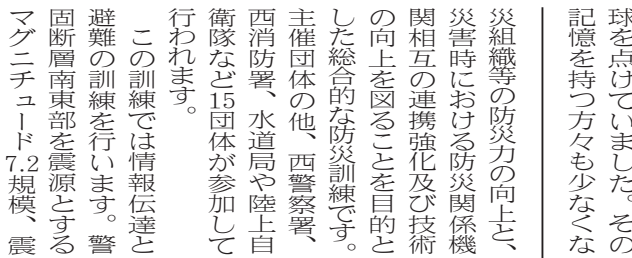 球を点けていました。その
記憶を持つ方々も少なくな
災組織等の防災力の向上と、
災害時における防災関係機
関相互の連携強化及び技術
の向上を図ることを目的と
した総合的な防災訓練です。
主催団体の他、西警察署、
西消防署、水道局や陸上自
衛隊など15団体が参加して
行われます。
この訓練では情報伝達と
避難の訓練を行います。警
固断層南東部を震源とする
マグニチュード7.2規模、震